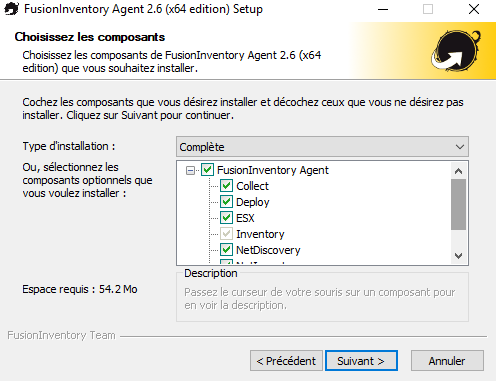 FusionInventory Agent 2.6 (x64 edition) Setup
Choisissez les composants
Choisissez les composants de FusionInventory Agent 2.6 (x64
edition) que vous souhaitez installer.
Cochez les composants que vous désirez installer et décochez ceux que vous ne désirez pas
installer. Cliquez sur Suivant pour continuer.
Type d'installation :
Complète
Ou, sélectionnez les
composants optionnels que
vous voulez installer :
FusionInventory Agent
Collect
Deploy
ESX
Inventory
NetDiscovery
Espace requis : 54.2 Mo
Description
Passez le curseur de votre souris sur un composant pour
en voir la description.
FusionInventory Team
< Précédent
Suivant >
Annuler